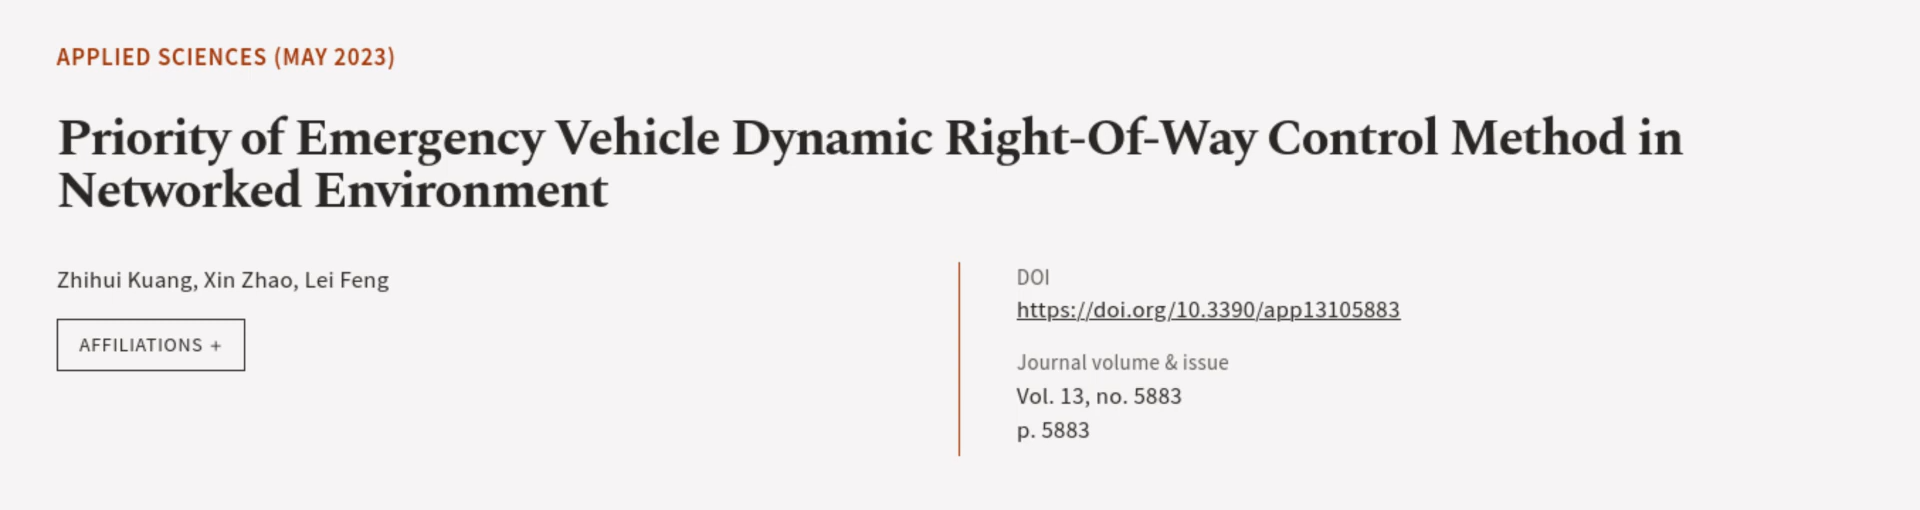 APPLIED SCIENCES (MAY 2023)
Priority of Emergency Vehicle Dynamic Right-Of-Way Control Method in
Networked Environment
Zhihui Kuang, Xin Zhao, Lei Feng
AFFILIATIONS +
DOI
https://doi.org/10.3390/app13105883
Journal volume & issue
Vol. 13, no. 5883
p. 5883